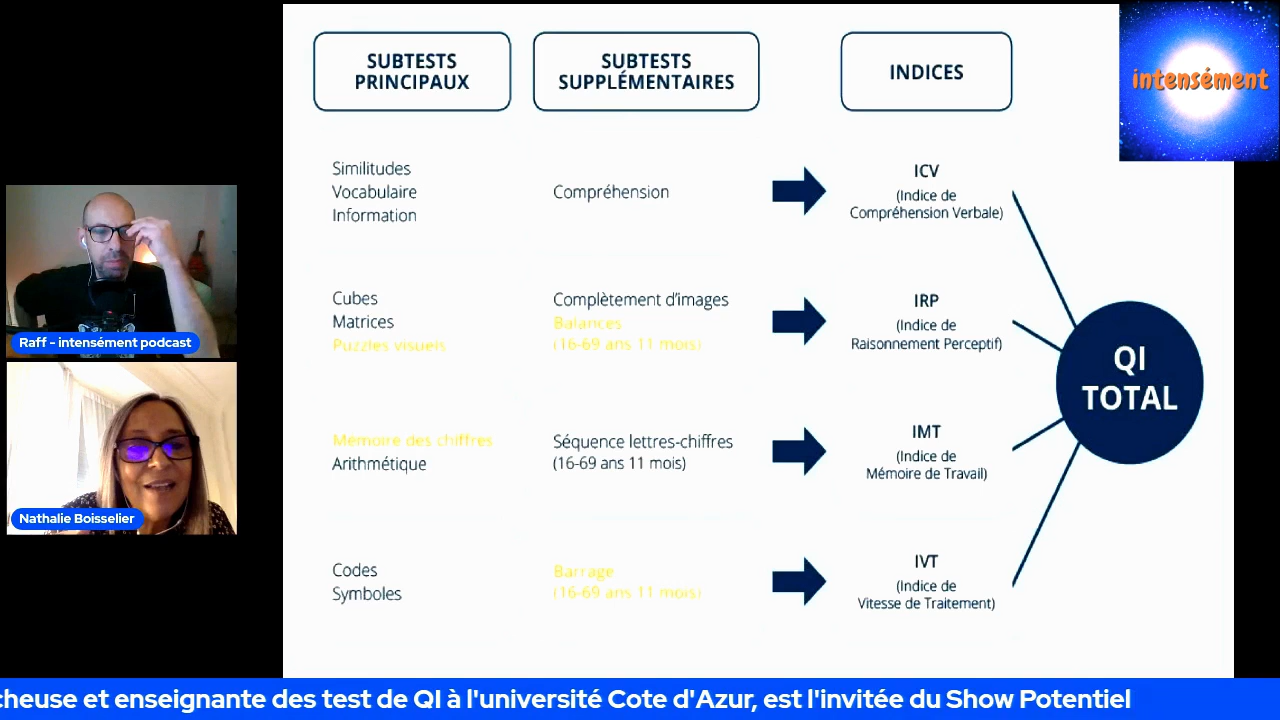 SUBTESTS
PRINCIPAUX
SUBTESTS
SUPPLÉMENTAIRES
INDICES
intensément
Similitudes
Vocabulaire
Information
Compréhension
ICV
(Indice de
Compréhension Verbale)
Cubes
Matrices
Puzzles visuels
Complètement d'images
Balances
(16-69 ans 11 mois)
IRP
(Indice de
Raisonnement Perceptif)
QI
TOTAL
Mémoire des chiffres
Arithmétique
Séquence lettres-chiffres
(16-69 ans 11 mois)
IMT
(Indice de
Mémoire de Travail)
Codes
Symboles
Barrage
(16-69 ans 11 mois)
IVT
(Indice de
Vitesse de Traitement)
Raff - intensément podcast
Nathalie Boisselier
cheuse et enseignante des test de QI à l'université Cote d'Azur, est l'invitée du Show Potentiel